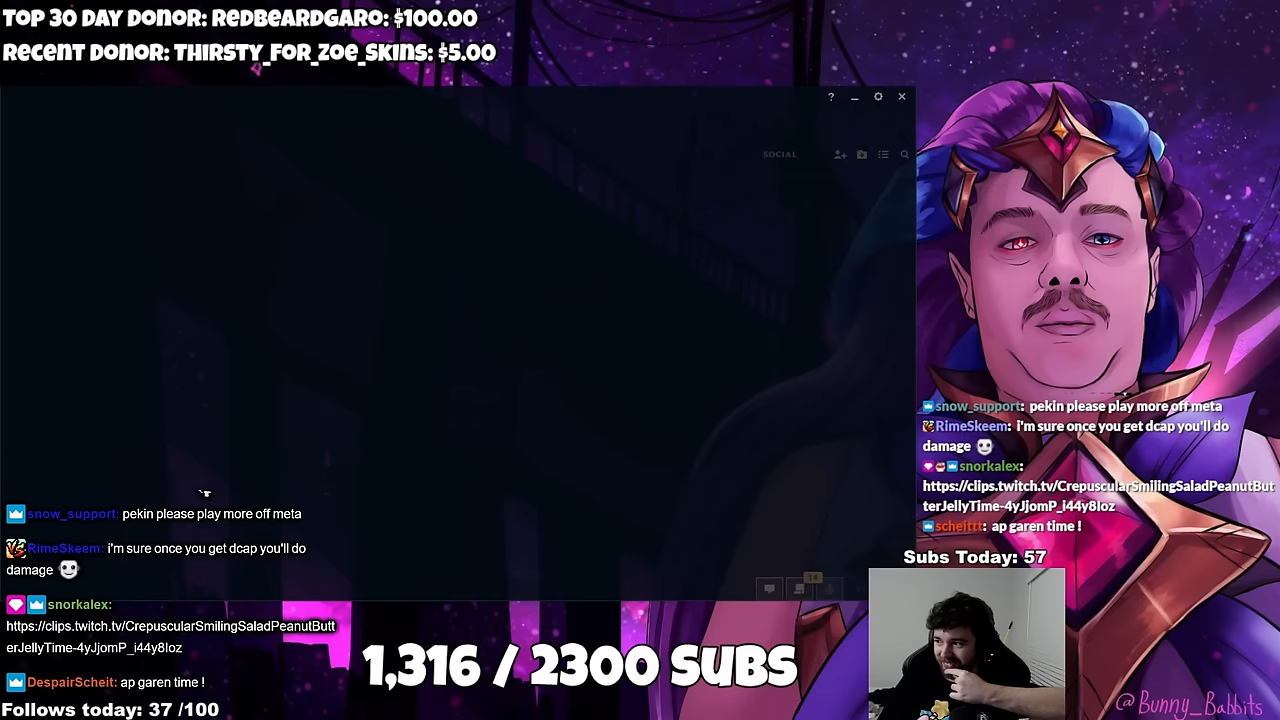 Top 30 Day Donor: RedBeardGaro: $100.00
Recent Donor: Thirsty_For_Zoe_Skins: $5.00
?
SOCIAL
snow_support: pekin please play more off meta
RimeSkeem: i'm sure once you get dcap you'll do
damage
snorkalex:
https://clips.twitch.tv/CrepuscularSmilingSaladPeanutBut
terJellyTime-4yJjomP_i44y8Ioz
scheittt: ap garen time !
snow_support: pekin please play more off meta
RimeSkeem: i'm sure once you get dcap you'll do
damage
snorkalex:
https://clips.twitch.tv/CrepuscularSmilingSaladPeanutButt
erJellyTime-4yJjomP_i44y8Ioz
DespairScheit: ap garen time !
Subs Today: 57
14
1,316 / 2300 Subs
Follows today: 37 /100
@Bunny_Babbits